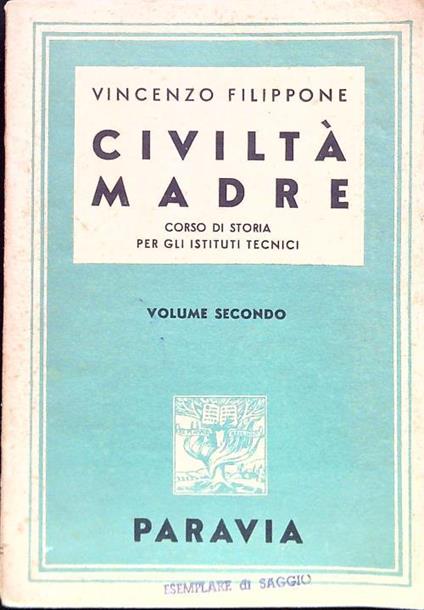 VINCENZO FILIPPONE
CIVILTÀ
MADRE
CORSO DI STORIA
PER GLI ISTITUTI TECNICI
VOLUME SECONDO
PARAVIA
ESEMPLARE di SAGGIO